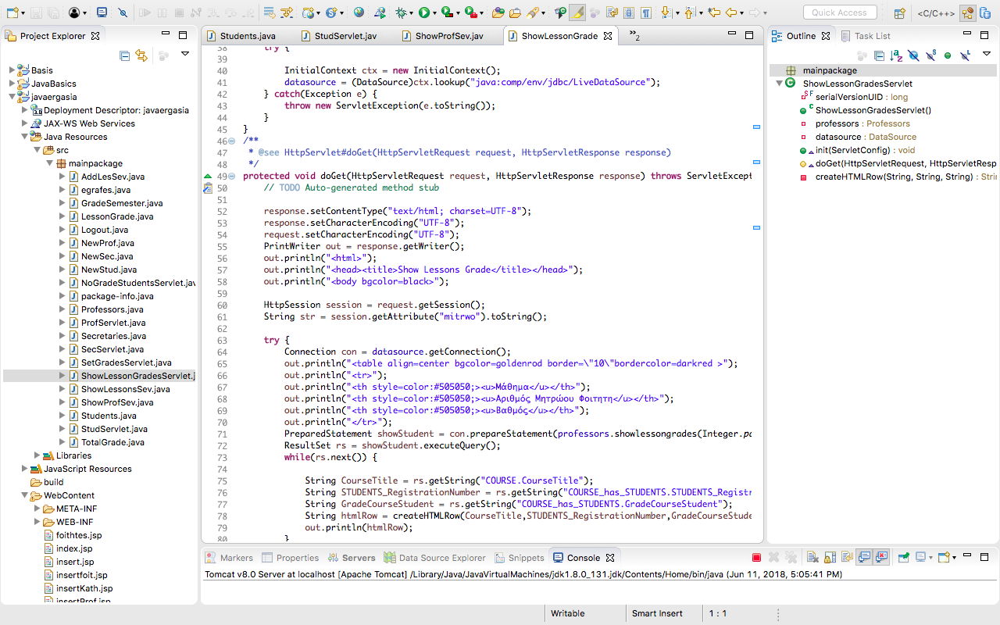 Quick Access
<C/C++>
Project Explorer
Basis
JavaBasics
javaergasia
Deployment Descriptor: javaergasia
JAX-WS Web Services
Java Resources
src
mainpackage
AddLesSev.java
egrafes.java
GradeSemester.java
LessonGrade.java
Logout.java
NewProf.java
NewSec.java
NewStud.java
NoGradeStudentsServlet.jav
package-info.java
Professors.java
ProfServlet.java
Secretaries.java
SecServlet.java
SetGradesServlet.java
ShowLessonGradesServlet.j
ShowLessonsSev.java
ShowProfSev.java
Students.java
StudServlet.java
TotalGrade.java
Libraries
JavaScript Resources
build
WebContent
META-INF
WEB-INF
foithtes.jsp
index.jsp
insert.jsp
insertfoit.jsp
insertKath.jsp
insertProf.jsp
Students.java StudServlet.jav ShowProfSev.jav ShowLessonGrade »2
38 try {
39
40 InitialContext ctx = new InitialContext();
41 datasource = (DataSource)ctx.lookup("java:comp/env/jdbc/LiveDataSource");
42 } catch(Exception e) {
43 throw new ServletException(e.toString());
44 }
45 }
46 /**
47 * @see HttpServlet#doGet(HttpServletRequest request, HttpServletResponse response)
48 */
49 protected void doGet(HttpServletRequest request, HttpServletResponse response) throws ServletExcept
50 // TODO Auto-generated method stub
51
52 response.setContentType("text/html; charset=UTF-8");
53 response.setCharacterEncoding("UTF-8");
54 request.setCharacterEncoding("UTF-8");
55 PrintWriter out = response.getWriter();
56 out.println("<html>");
57 out.println("<head><title>Show Lessons Grade</title></head>");
58 out.println("<body bgcolor=black>");
59
60 HttpSession session = request.getSession();
61 String str = session.getAttribute("mitrwo").toString();
62
63 try {
64 Connection con = datasource.getConnection();
65 out.println("<table align=center bgcolor=goldenrod border=\"10\"bordercolor=darkred >");
66 out.println("<tr>");
67 out.println("<th style=color:#505050;><u>Μάθημα</u></th>");
68 out.println("<th style=color:#505050;><u>Αριθμός Μητρώου Φοιτητη</u></th>");
69 out.println("<th style=color:#505050;><u>Βαθμός</u></th>");
70 out.println("</tr>");
71 PreparedStatement showStudent = con.prepareStatement(professors.showlessongrades(Integer.pa
72 ResultSet rs = showStudent.executeQuery();
73 while(rs.next()) {
74
75 String CourseTitle = rs.getString("COURSE.CourseTitle");
76 String STUDENTS_RegistrationNumber = rs.getString("COURSE_has_STUDENTS.STUDENTS_Registr
77 String GradeCourseStudent = rs.getString("COURSE_has_STUDENTS.GradeCourseStudent");
78 String htmlRow = createHTMLRow(CourseTitle,STUDENTS_RegistrationNumber,GradeCourseStude
79 out.println(htmlRow);
80 }
Outline Task List
mainpackage
ShowLessonGradesServlet
serialVersionUID : long
ShowLessonGradesServlet()
professors : Professors
datasource : DataSource
init(ServletConfig) : void
doGet(HttpServletRequest, HttpServletResp
createHTMLRow(String, String, String) : Strin
Markers Properties Servers Data Source Explorer Snippets Console
Tomcat v8.0 Server at localhost [Apache Tomcat] /Library/Java/JavaVirtualMachines/jdk1.8.0_131.jdk/Contents/Home/bin/java (Jun 11, 2018, 5:05:41 PM)
Writable Smart Insert 1 : 1